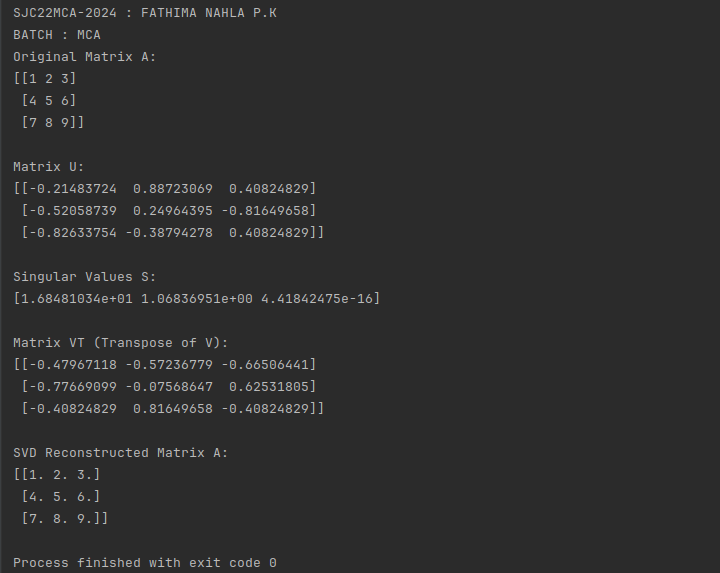 SJC22MCA-2024 : FATHIMA NAHLA P.K
BATCH : MCA
Original Matrix A:
[[1 2 3]
 [4 5 6]
 [7 8 9]]

Matrix U:
[[-0.21483724  0.88723069  0.40824829]
 [-0.52058739  0.24964395 -0.81649658]
 [-0.82633754 -0.38794278  0.40824829]]

Singular Values S:
[1.68481034e+01 1.06836951e+00 4.41842475e-16]

Matrix VT (Transpose of V):
[[-0.47967118 -0.57236779 -0.66506441]
 [-0.77669099 -0.07568647  0.62531805]
 [-0.40824829  0.81649658 -0.40824829]]

SVD Reconstructed Matrix A:
[[1. 2. 3.]
 [4. 5. 6.]
 [7. 8. 9.]]

Process finished with exit code 0